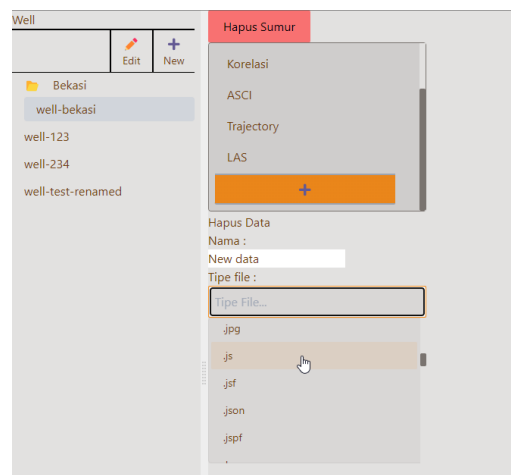 Well
Edit
New
Bekasi
well-bekasi
well-123
well-234
well-test-renamed
Hapus Sumur
Korelasi
ASCI
Trajectory
LAS
+
Hapus Data
Nama :
New data
Tipe file :
Tipe File...
.jpg
.js
.jsf
.json
.jspf